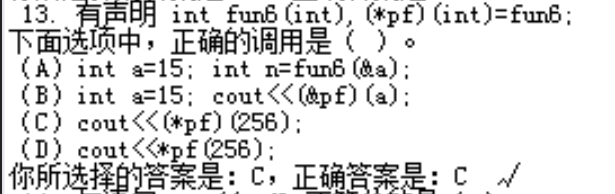 13. 有声明 int fun6(int),(*pf)(int)=fun6;
下面选项中，正确的调用是（ ）。
(A) int a=15; int n=fun6(&a);
(B) int a=15; cout<<(&pf)(a);
(C) cout<<(*pf)(256);
(D) cout<<*pf(256);
你所选择的答案是：C，正确答案是：C √